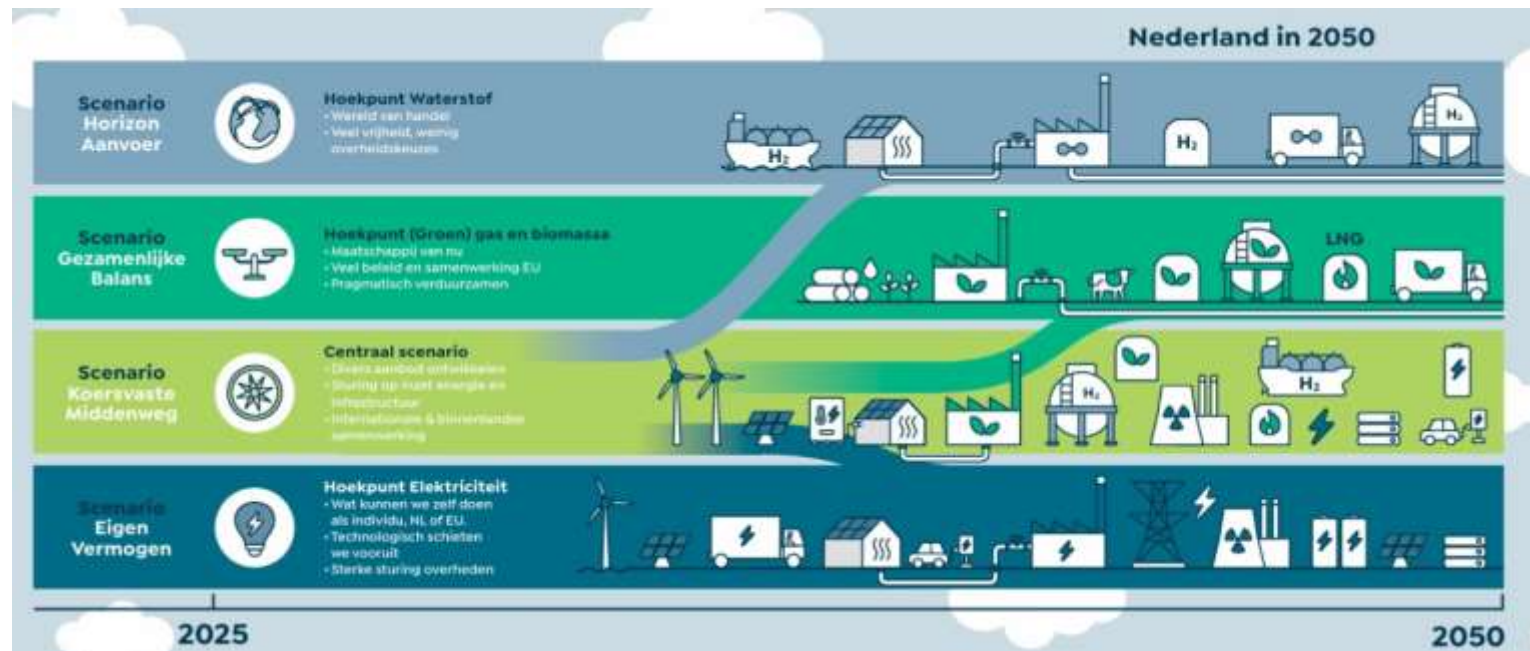 Nederland in 2050
Scenario
Horizon
Aanvoer
Hoekpunt Waterstof
• Wereld van handel
• Veel vrijheid, weinig
overheidskeuzes
H₂
H₂
H₂
Scenario
Gezamenlijke
Balans
Hoekpunt (Groen) gas en biomassa
• Maatschappij van nu
• Veel beleid en samenwerking EU
• Pragmatisch verduurzamen
LNG
Scenario
Koersvaste
Middenweg
Centraal scenario
• Divers aanbod ontwikkelen
• Sturing op inzet energie en
infrastructuur
• Internationale & binnenlandse
samenwerking
H₂
H₂
Scenario
Eigen
Vermogen
Hoekpunt Elektriciteit
• Wat kunnen we zelf doen
als individu, NL of EU.
• Technologisch schieten
we vooruit
• Sterke sturing overheden
2025
2050